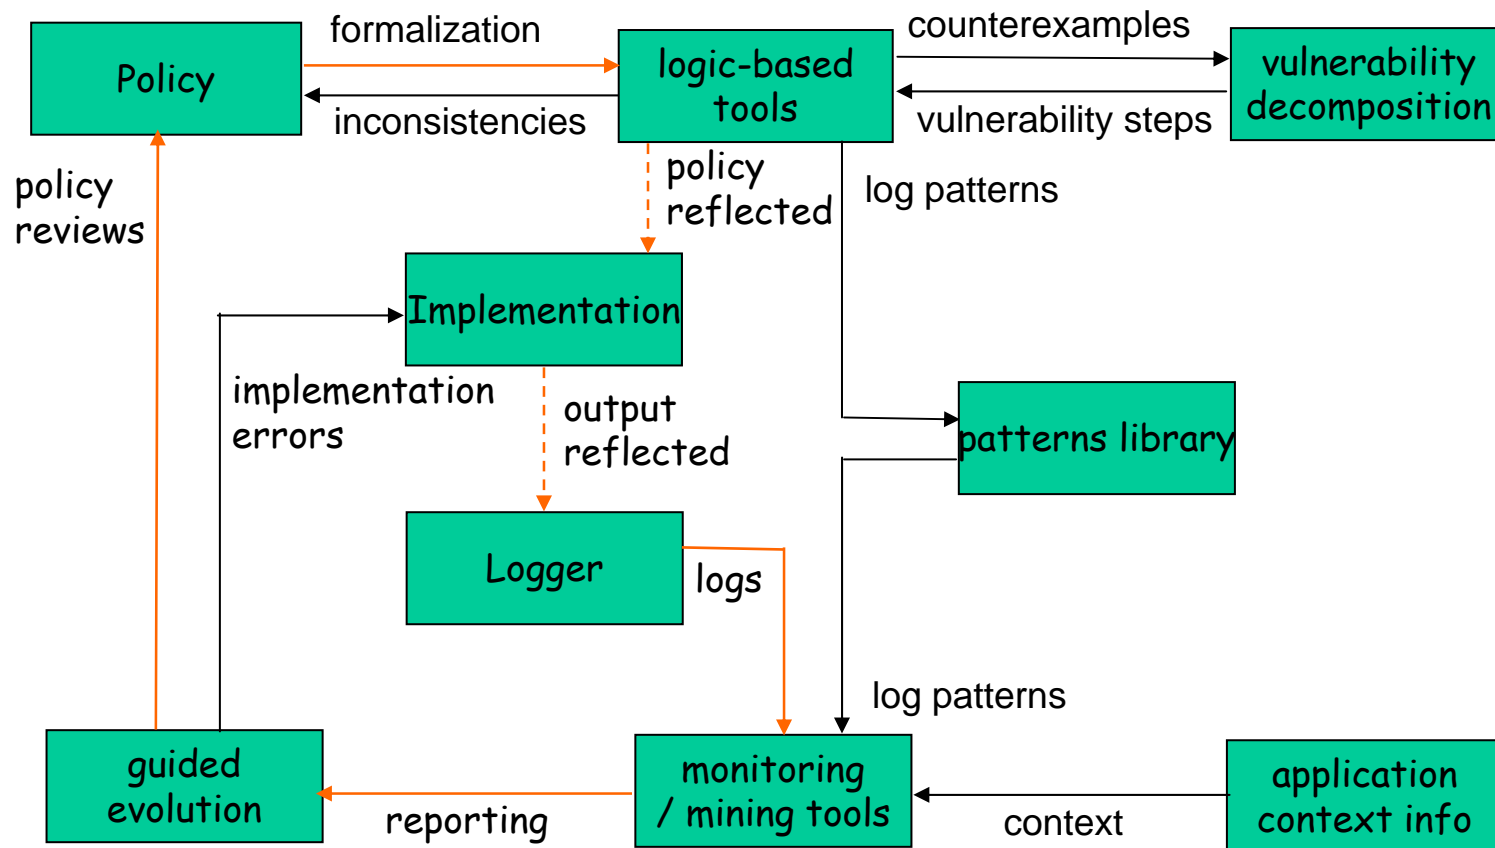 formalization
counterexamples
Policy
logic-based
tools
vulnerability
decomposition
inconsistencies
vulnerability steps
policy
reviews
policy
reflected
log patterns
Implementation
implementation
errors
output
reflected
patterns library
Logger
logs
log patterns
guided
evolution
reporting
monitoring
/ mining tools
context
application
context info